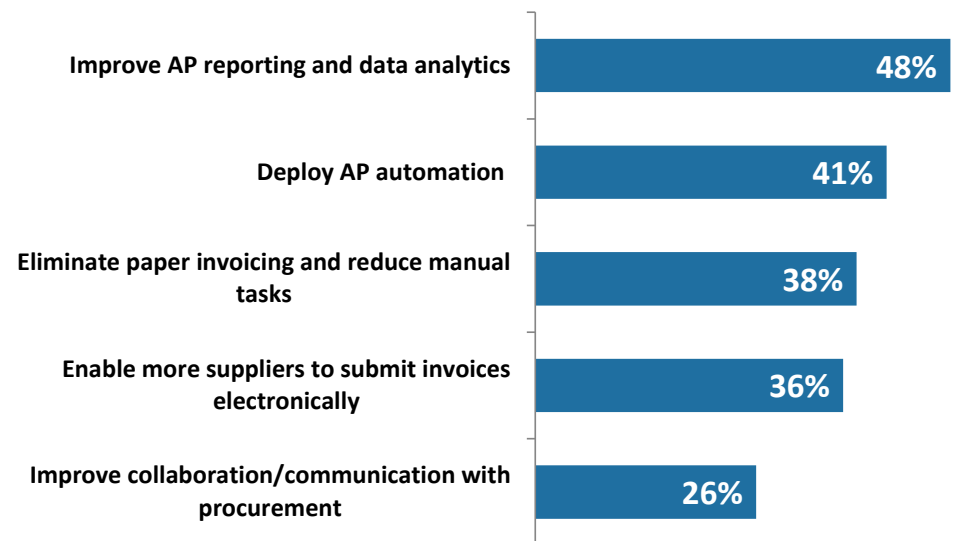 Improve AP reporting and data analytics
48%
Deploy AP automation
41%
Eliminate paper invoicing and reduce manual
tasks
38%
Enable more suppliers to submit invoices
electronically
36%
Improve collaboration/communication with
procurement
26%